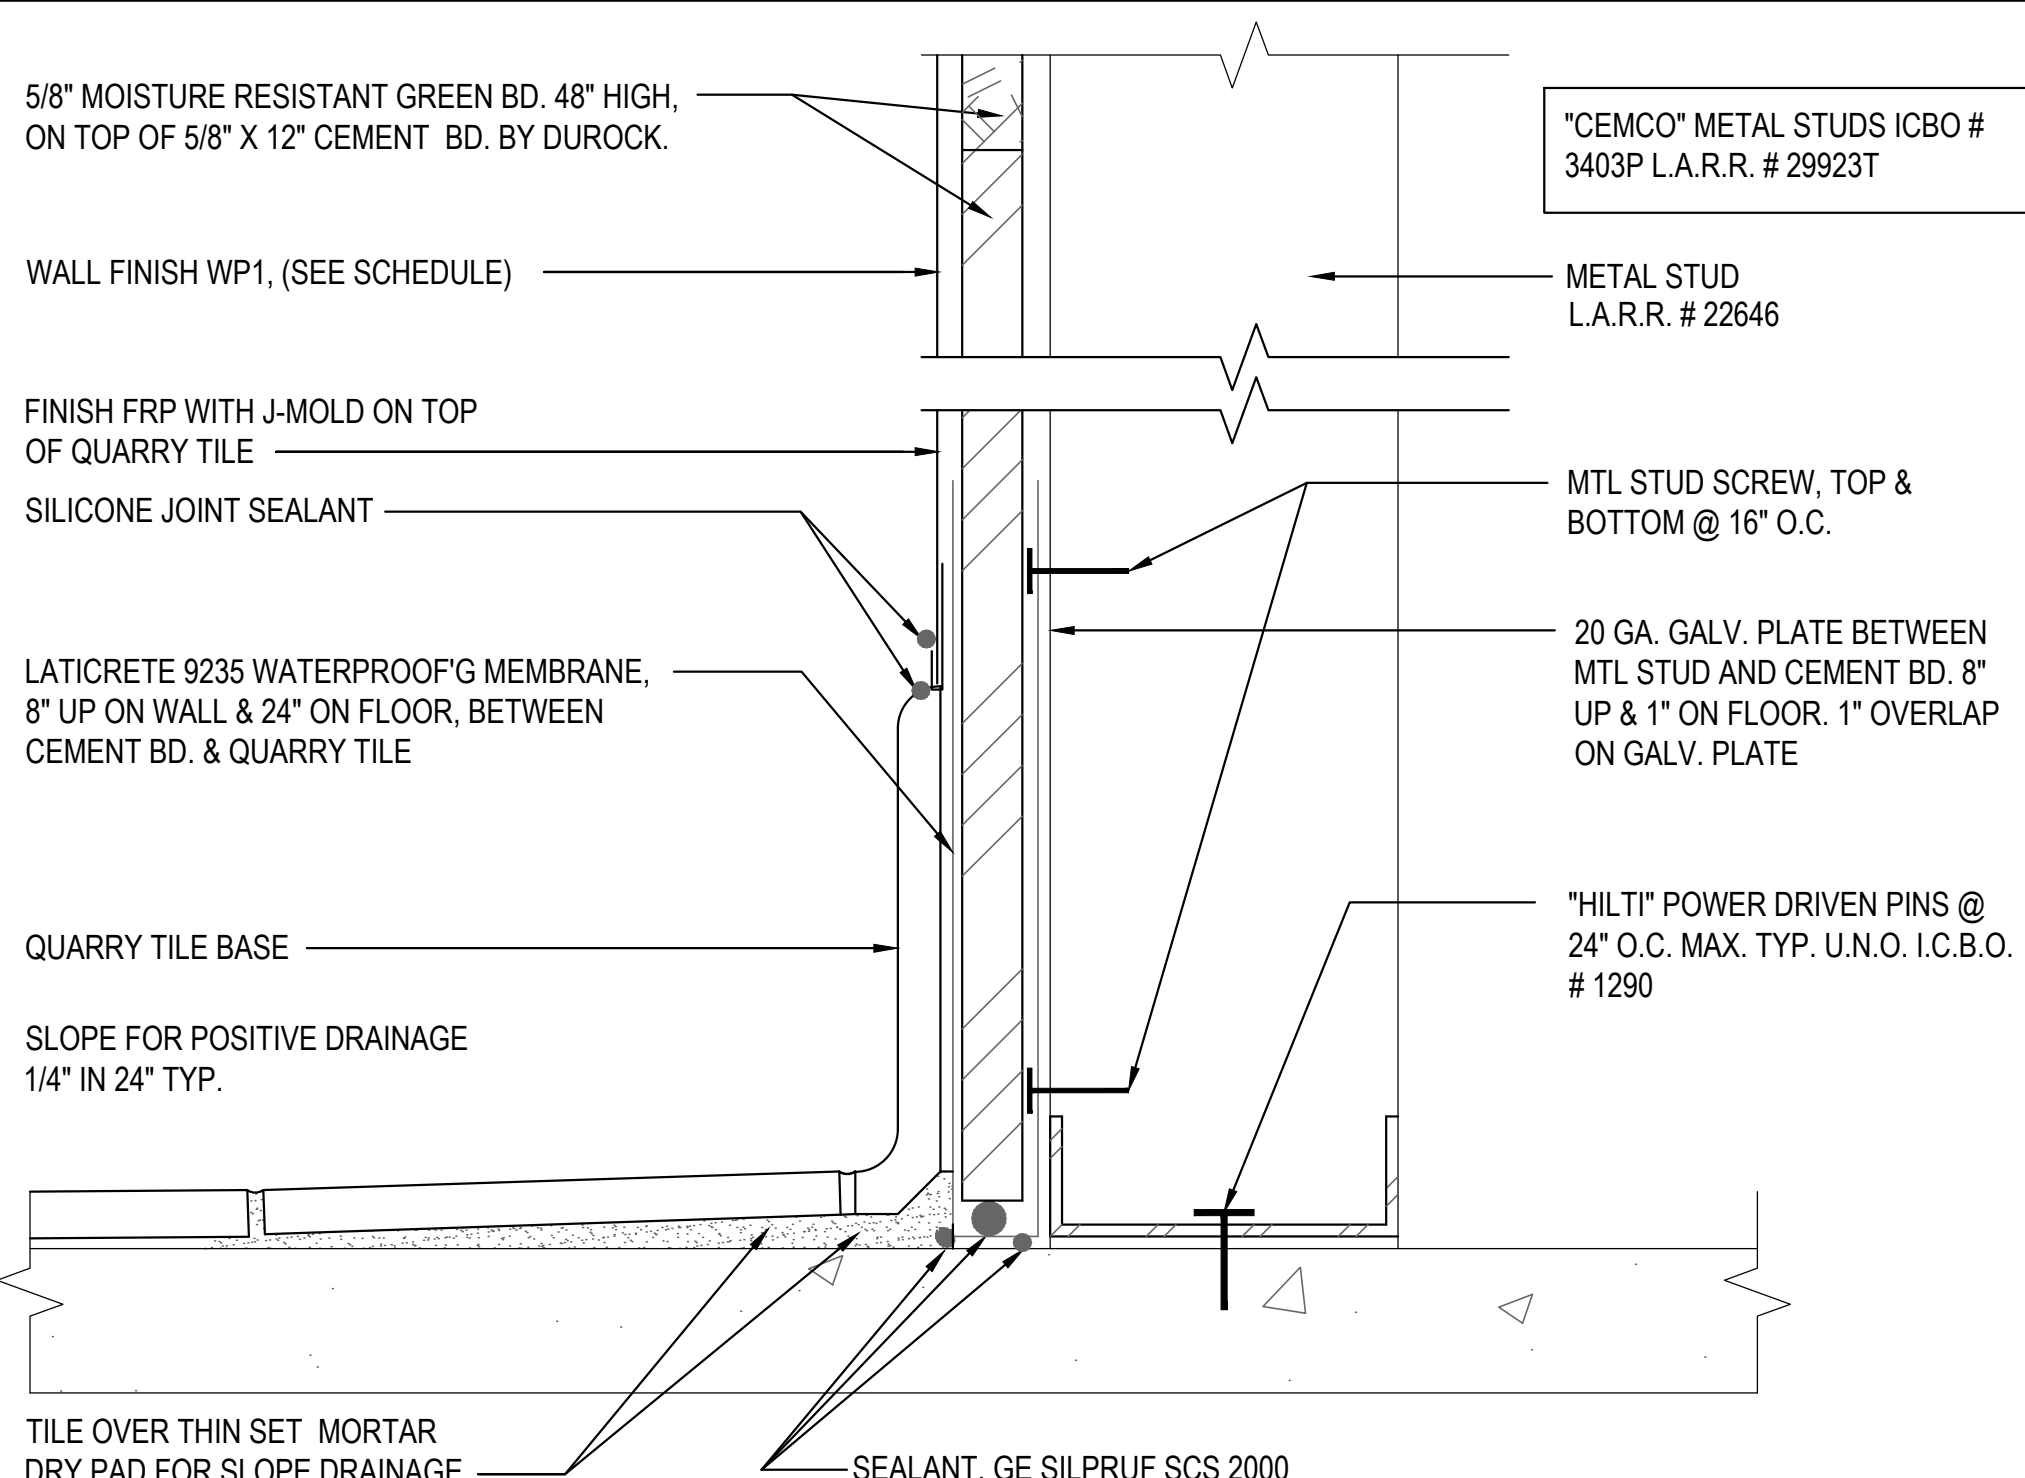 5/8" MOISTURE RESISTANT GREEN BD. 48" HIGH,
ON TOP OF 5/8" X 12" CEMENT BD. BY DUROCK.
WALL FINISH WP1, (SEE SCHEDULE)
FINISH FRP WITH J-MOLD ON TOP
OF QUARRY TILE
SILICONE JOINT SEALANT
LATICRETE 9235 WATERPROOF'G MEMBRANE,
8" UP ON WALL & 24" ON FLOOR, BETWEEN
CEMENT BD. & QUARRY TILE
QUARRY TILE BASE
SLOPE FOR POSITIVE DRAINAGE
1/4" IN 24" TYP.
TILE OVER THIN SET MORTAR
DRY PAD FOR SLOPE DRAINAGE
SEALANT, GE SILPRUF SCS 2000
"CEMCO" METAL STUDS ICBO #
3403P L.A.R.R. # 29923T
METAL STUD
L.A.R.R. # 22646
MTL STUD SCREW, TOP &
BOTTOM @ 16" O.C.
20 GA. GALV. PLATE BETWEEN
MTL STUD AND CEMENT BD. 8"
UP & 1" ON FLOOR. 1" OVERLAP
ON GALV. PLATE
"HILTI" POWER DRIVEN PINS @
24" O.C. MAX. TYP. U.N.O. I.C.B.O.
# 1290